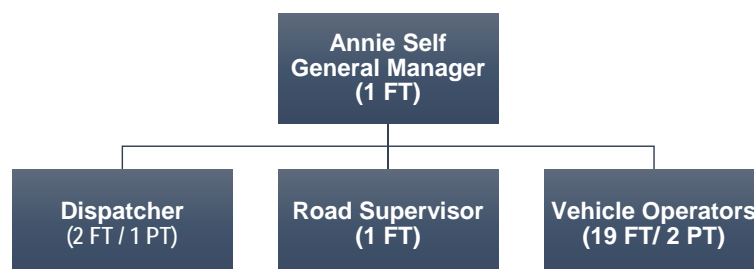 Annie Self
General Manager
(1 FT)
Dispatcher
(2 FT / 1 PT)
Road Supervisor
(1 FT)
Vehicle Operators
(19 FT/ 2 PT)